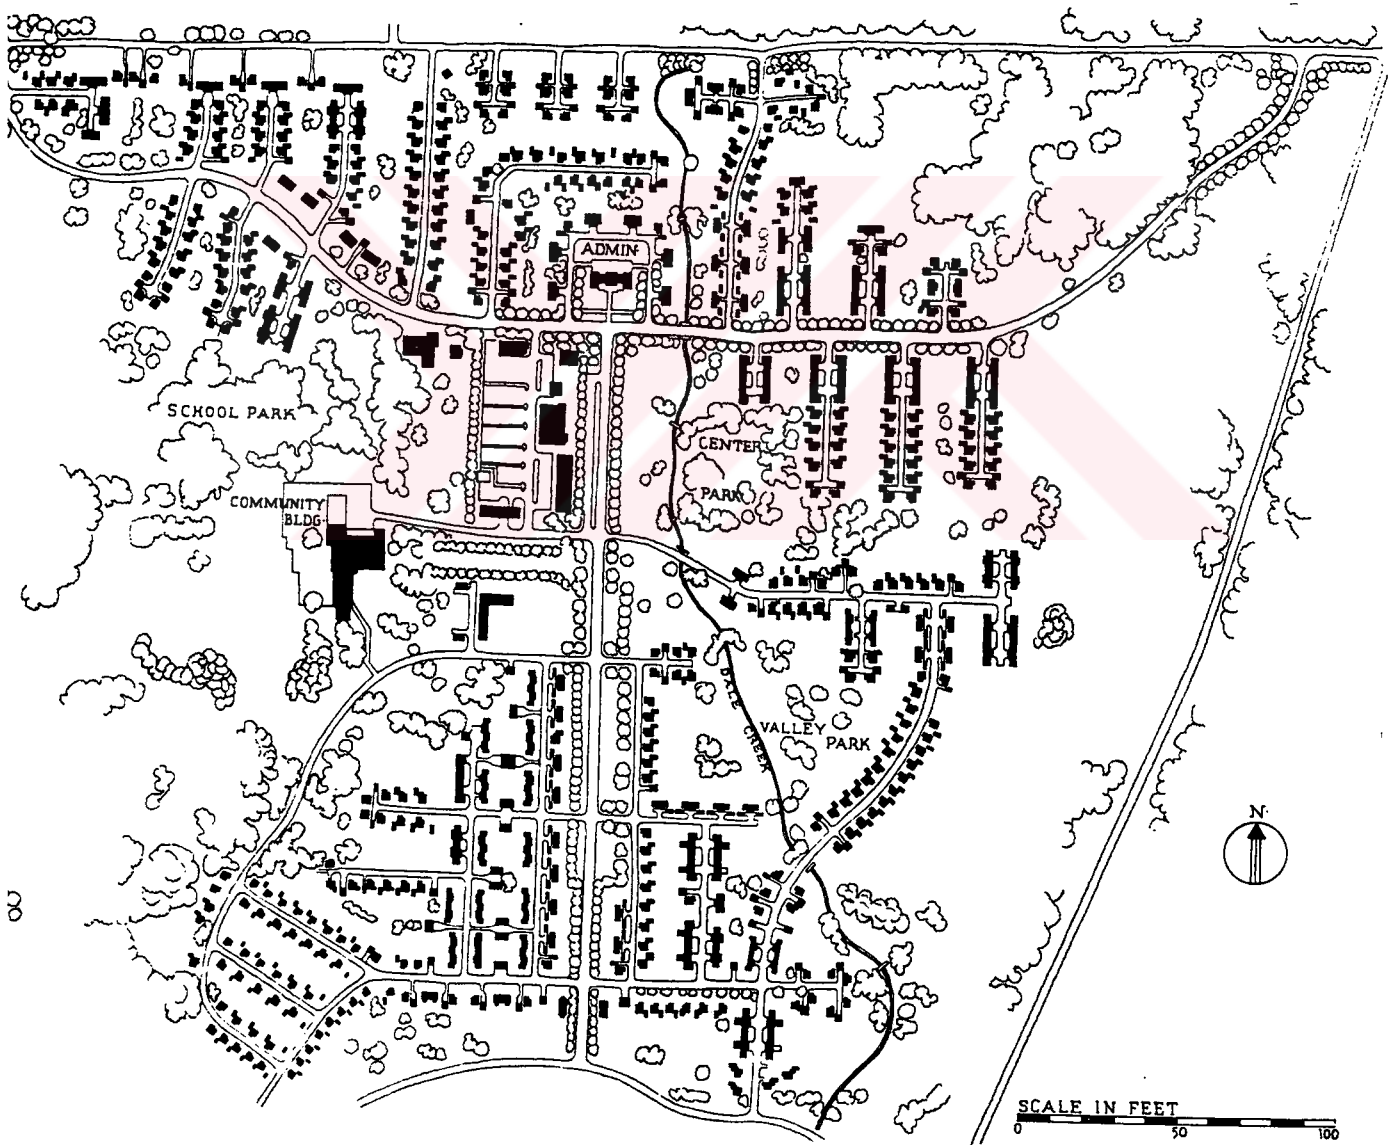 ADMIN·
SCHOOL PARK
CENTER
PARK
COMMUNITY
BLDG·
DALE CREEK
VALLEY
PARK
N·
SCALE IN FEET
0 50 100